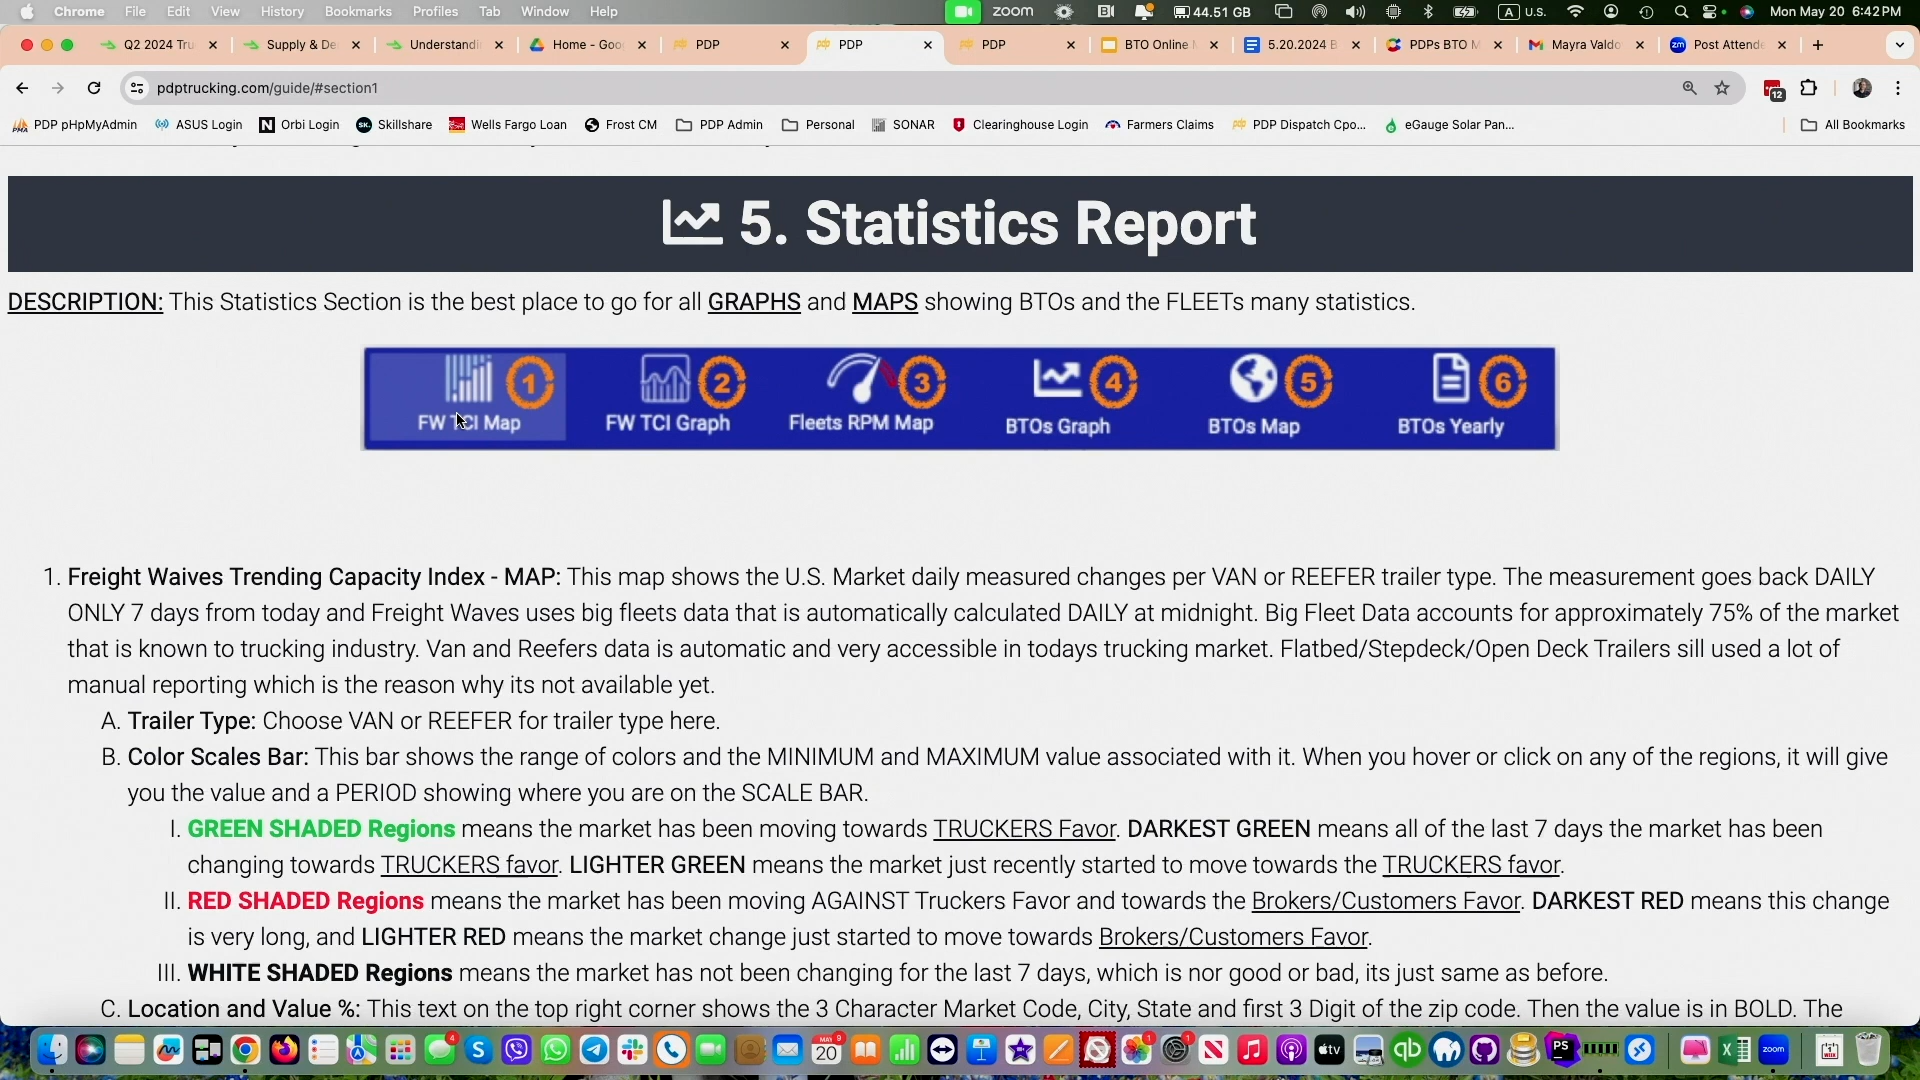 Chrome File Edit View History Bookmarks Profiles Tab Window Help zoom 44.51 GB A U.S. Mon May 20 6:42 PM
Q2 2024 Tru Supply & De Understandi Home - Goo PDP PDP PDP BTO Online M 5.20.2024 B PDPs BTO M Mayra Valdo Post Attende
pdptrucking.com/guide/#section1 12
PDP pHpMyAdmin ASUS Login Orbi Login Skillshare Wells Fargo Loan Frost CM PDP Admin Personal SONAR Clearinghouse Login Farmers Claims PDP Dispatch Cpo... eGauge Solar Pan... All Bookmarks
5. Statistics Report
DESCRIPTION: This Statistics Section is the best place to go for all GRAPHS and MAPS showing BTOs and the FLEETs many statistics.
1 2 3 4 5 6
FW TCI Map FW TCI Graph Fleets RPM Map BTOs Graph BTOs Map BTOs Yearly
1. Freight Waives Trending Capacity Index - MAP: This map shows the U.S. Market daily measured changes per VAN or REEFER trailer type. The measurement goes back DAILY
ONLY 7 days from today and Freight Waves uses big fleets data that is automatically calculated DAILY at midnight. Big Fleet Data accounts for approximately 75% of the market
that is known to trucking industry. Van and Reefers data is automatic and very accessible in todays trucking market. Flatbed/Stepdeck/Open Deck Trailers sill used a lot of
manual reporting which is the reason why its not available yet.
A. Trailer Type: Choose VAN or REEFER for trailer type here.
B. Color Scales Bar: This bar shows the range of colors and the MINIMUM and MAXIMUM value associated with it. When you hover or click on any of the regions, it will give
you the value and a PERIOD showing where you are on the SCALE BAR.
I. GREEN SHADED Regions means the market has been moving towards TRUCKERS Favor. DARKEST GREEN means all of the last 7 days the market has been
changing towards TRUCKERS favor. LIGHTER GREEN means the market just recently started to move towards the TRUCKERS favor.
II. RED SHADED Regions means the market has been moving AGAINST Truckers Favor and towards the Brokers/Customers Favor. DARKEST RED means this change
is very long, and LIGHTER RED means the market change just started to move towards Brokers/Customers Favor.
III. WHITE SHADED Regions means the market has not been changing for the last 7 days, which is nor good or bad, its just same as before.
C. Location and Value %: This text on the top right corner shows the 3 Character Market Code, City, State and first 3 Digit of the zip code. Then the value is in BOLD. The